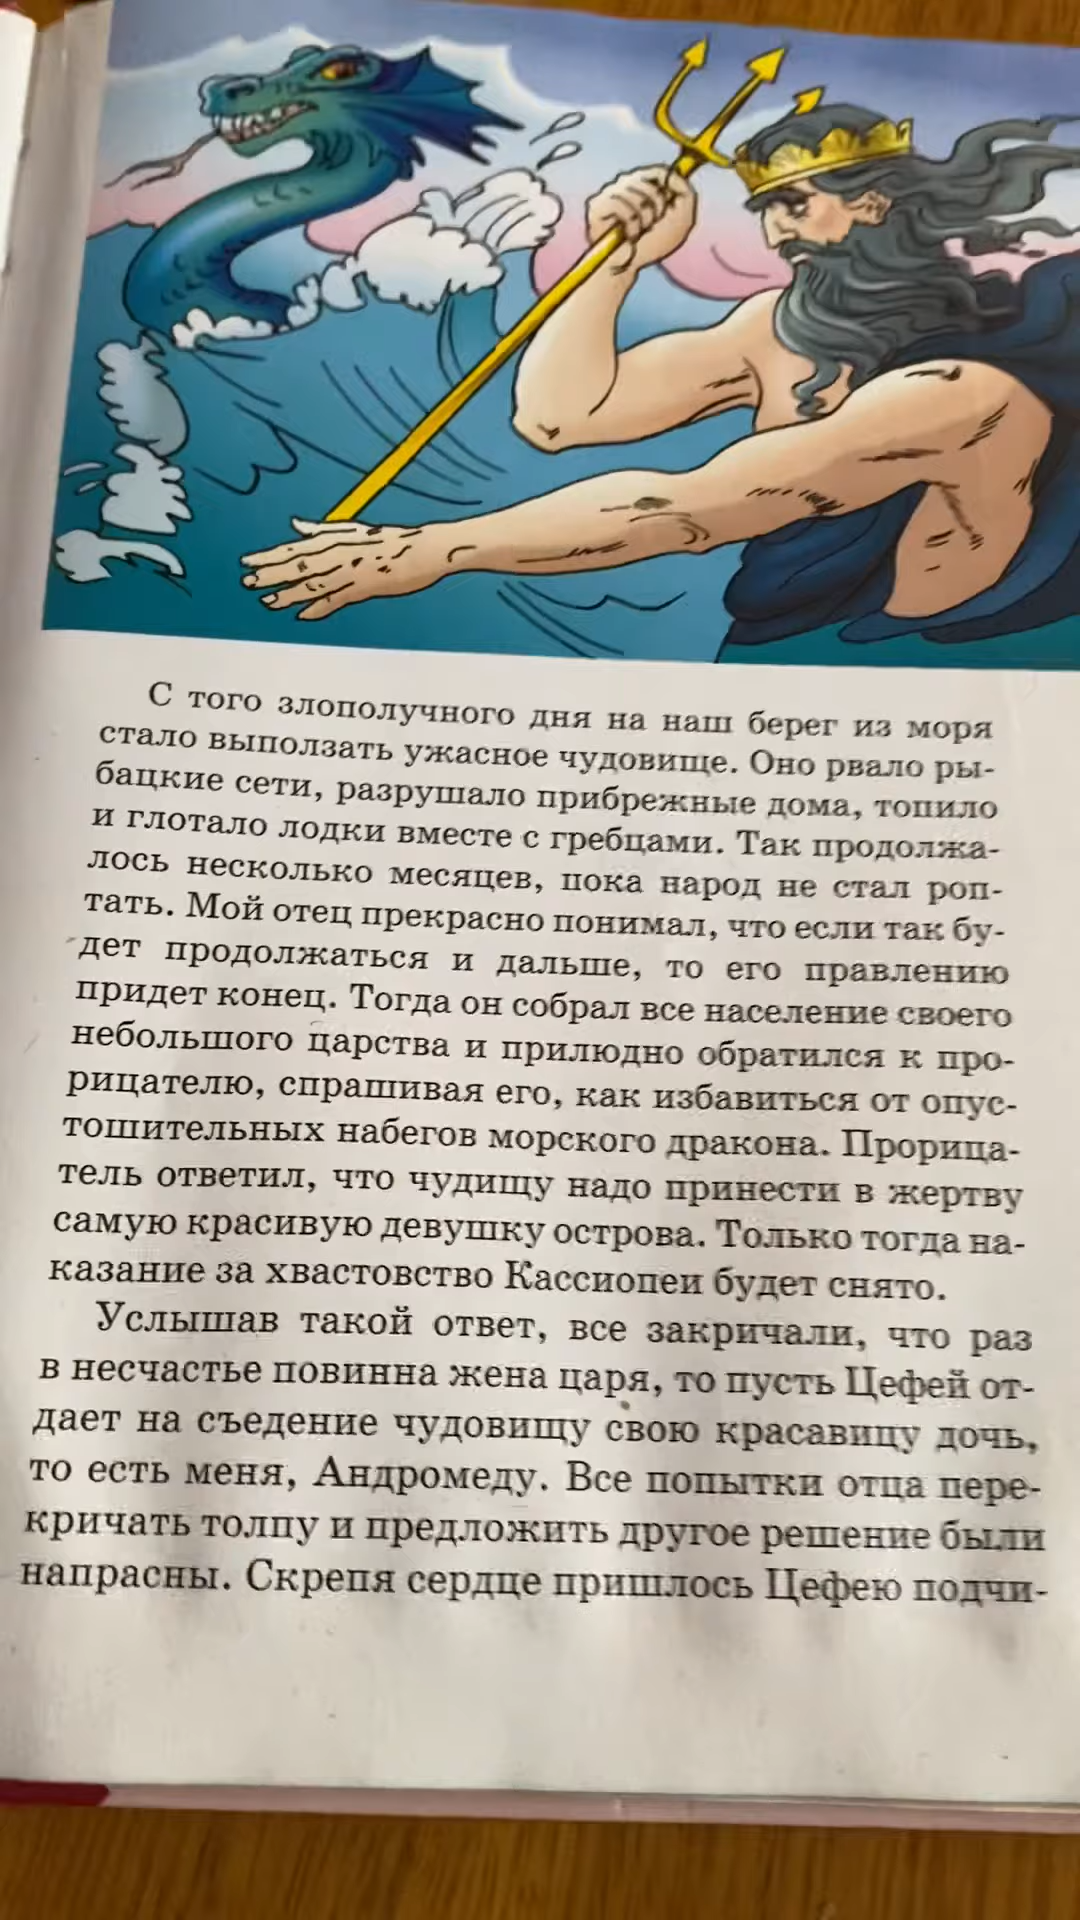 С того злополучного дня на наш берег из моря
стало выползать ужасное чудовище. Оно рвало ры-
бацкие сети, разрушало прибрежные дома, топило
и глотало лодки вместе с гребцами. Так продолжа-
лось несколько месяцев, пока народ не стал роп-
тать. Мой отец прекрасно понимал, что если так бу-
дет продолжаться и дальше, то его правлению
придет конец. Тогда он собрал все население своего
небольшого царства и прилюдно обратился к про-
рицателю, спрашивая его, как избавиться от опус-
тошительных набегов морского дракона. Прорица-
тель ответил, что чудищу надо принести в жертву
самую красивую девушку острова. Только тогда на-
казание за хвастовство Кассиопеи будет снято.
Услышав такой ответ, все закричали, что раз
в несчастье повинна жена царя, то пусть Цефей от-
дает на съедение чудовищу свою красавицу дочь,
то есть меня, Андромеду. Все попытки отца пере-
кричать толпу и предложить другое решение были
напрасны. Скрепя сердце пришлось Цефею подчи-